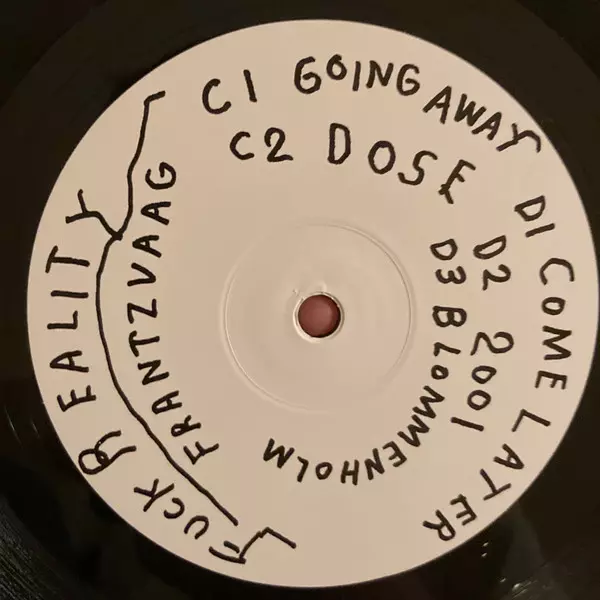 C1 GOING AWAY
C2 DOSE
D1 COME LATER
D2 2001
D3 BLOMMENHOLM
FRANTZVAAG
FUCK REALITY